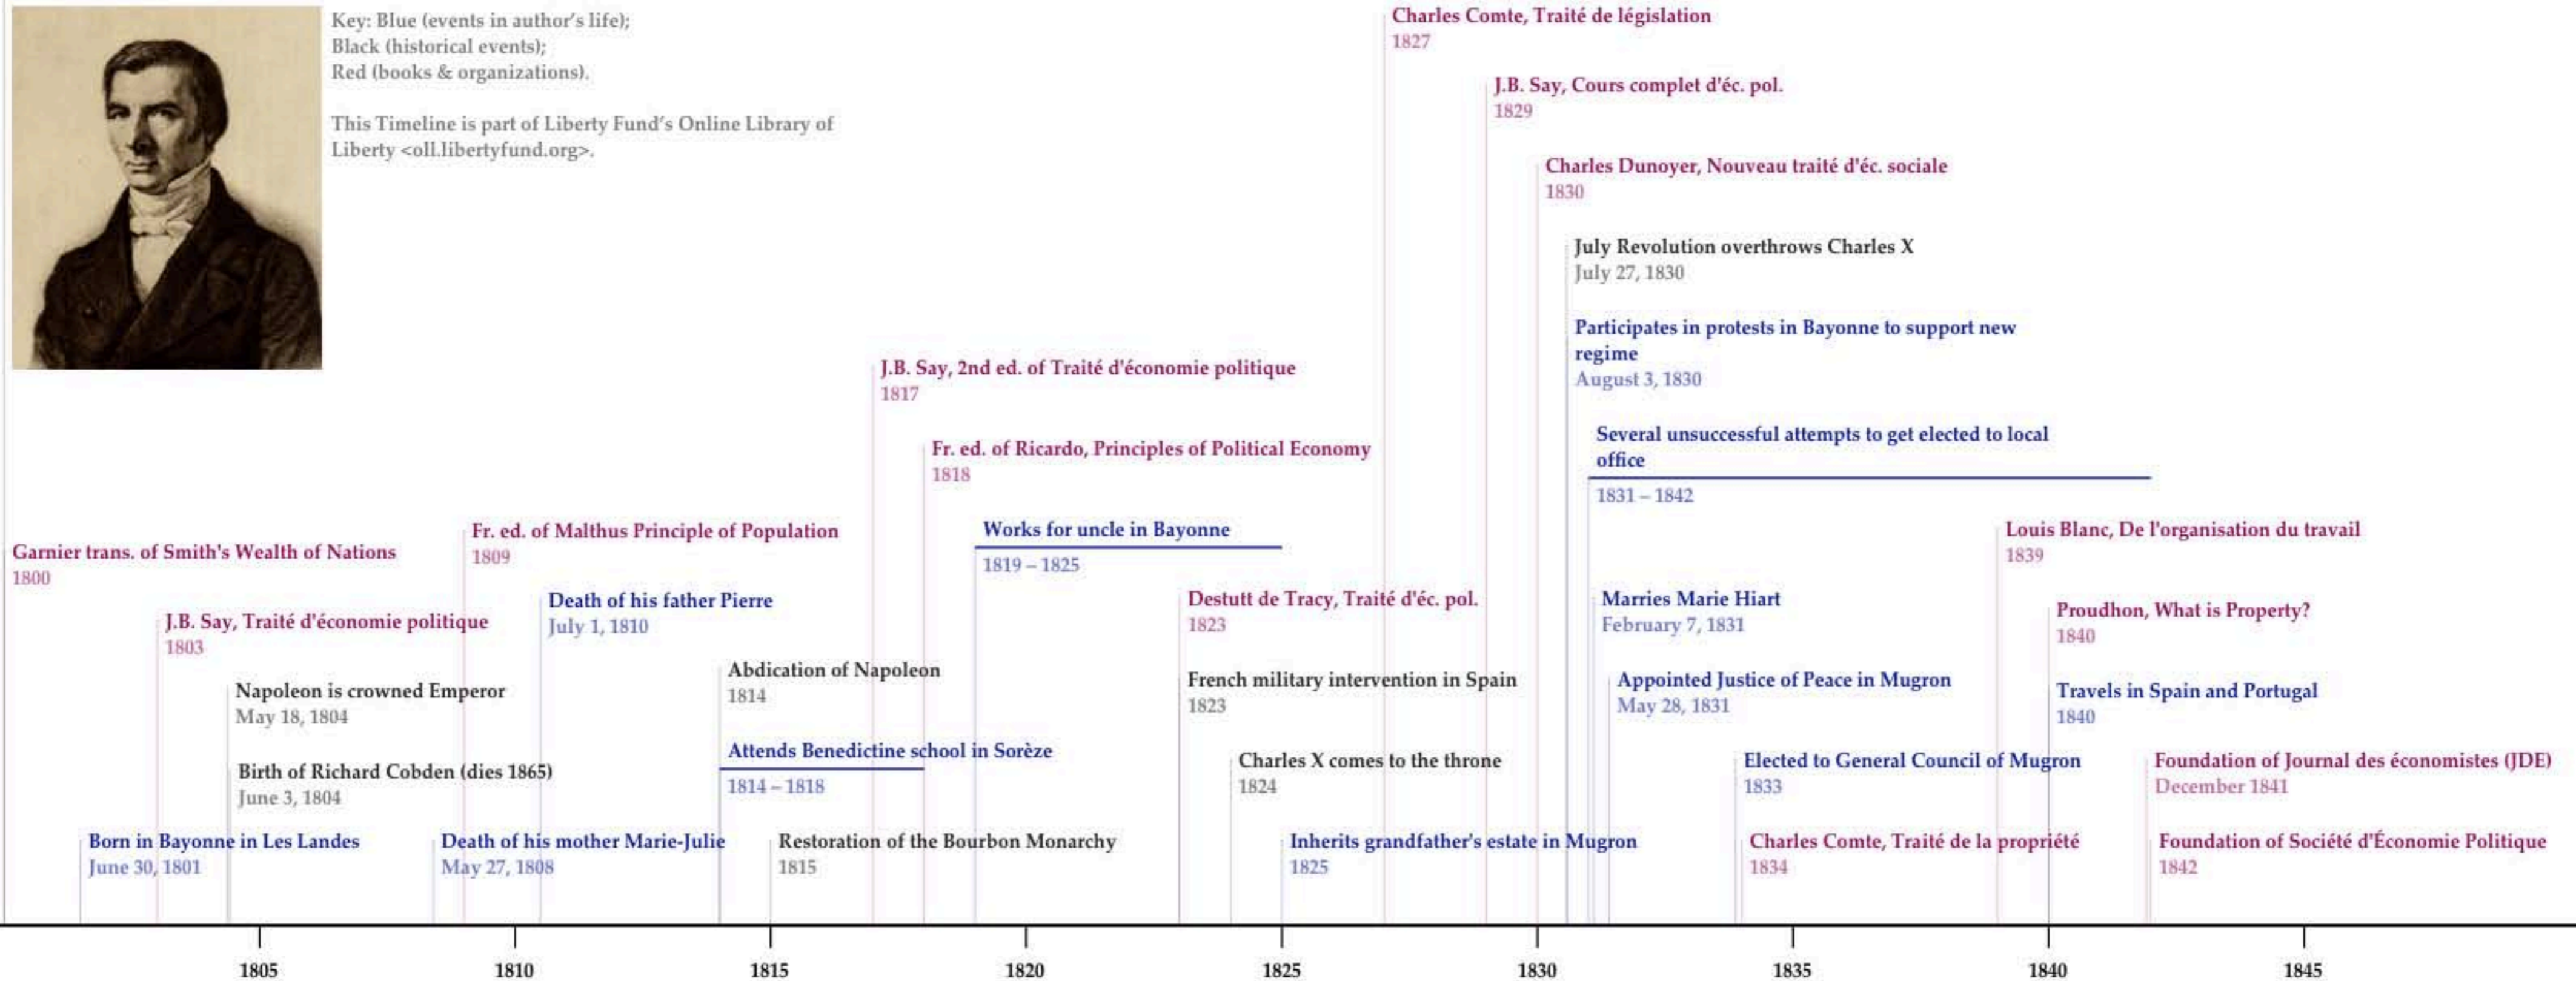 Key: Blue (events in author's life);
Black (historical events);
Red (books & organizations).
This Timeline is part of Liberty Fund's Online Library of
Liberty <oll.libertyfund.org>.
Charles Comte, Traité de législation
1827
J.B. Say, Cours complet d'éc. pol.
1829
Charles Dunoyer, Nouveau traité d'éc. sociale
1830
July Revolution overthrows Charles X
July 27, 1830
Participates in protests in Bayonne to support new
regime
August 3, 1830
J.B. Say, 2nd ed. of Traité d'économie politique
1817
Several unsuccessful attempts to get elected to local
office
1831 – 1842
Fr. ed. of Ricardo, Principles of Political Economy
1818
Garnier trans. of Smith's Wealth of Nations
1800
Fr. ed. of Malthus Principle of Population
1809
Works for uncle in Bayonne
1819 – 1825
Louis Blanc, De l'organisation du travail
1839
J.B. Say, Traité d'économie politique
1803
Death of his father Pierre
July 1, 1810
Destutt de Tracy, Traité d'éc. pol.
1823
Marries Marie Hiart
February 7, 1831
Proudhon, What is Property?
1840
Napoleon is crowned Emperor
May 18, 1804
Abdication of Napoleon
1814
French military intervention in Spain
1823
Appointed Justice of Peace in Mugron
May 28, 1831
Travels in Spain and Portugal
1840
Birth of Richard Cobden (dies 1865)
June 3, 1804
Attends Benedictine school in Sorèze
1814 – 1818
Charles X comes to the throne
1824
Elected to General Council of Mugron
1833
Foundation of Journal des économistes (JDE)
December 1841
Born in Bayonne in Les Landes
June 30, 1801
Death of his mother Marie-Julie
May 27, 1808
Restoration of the Bourbon Monarchy
1815
Inherits grandfather's estate in Mugron
1825
Charles Comte, Traité de la propriété
1834
Foundation of Société d'Économie Politique
1842
1805 1810 1815 1820 1825 1830 1835 1840 1845